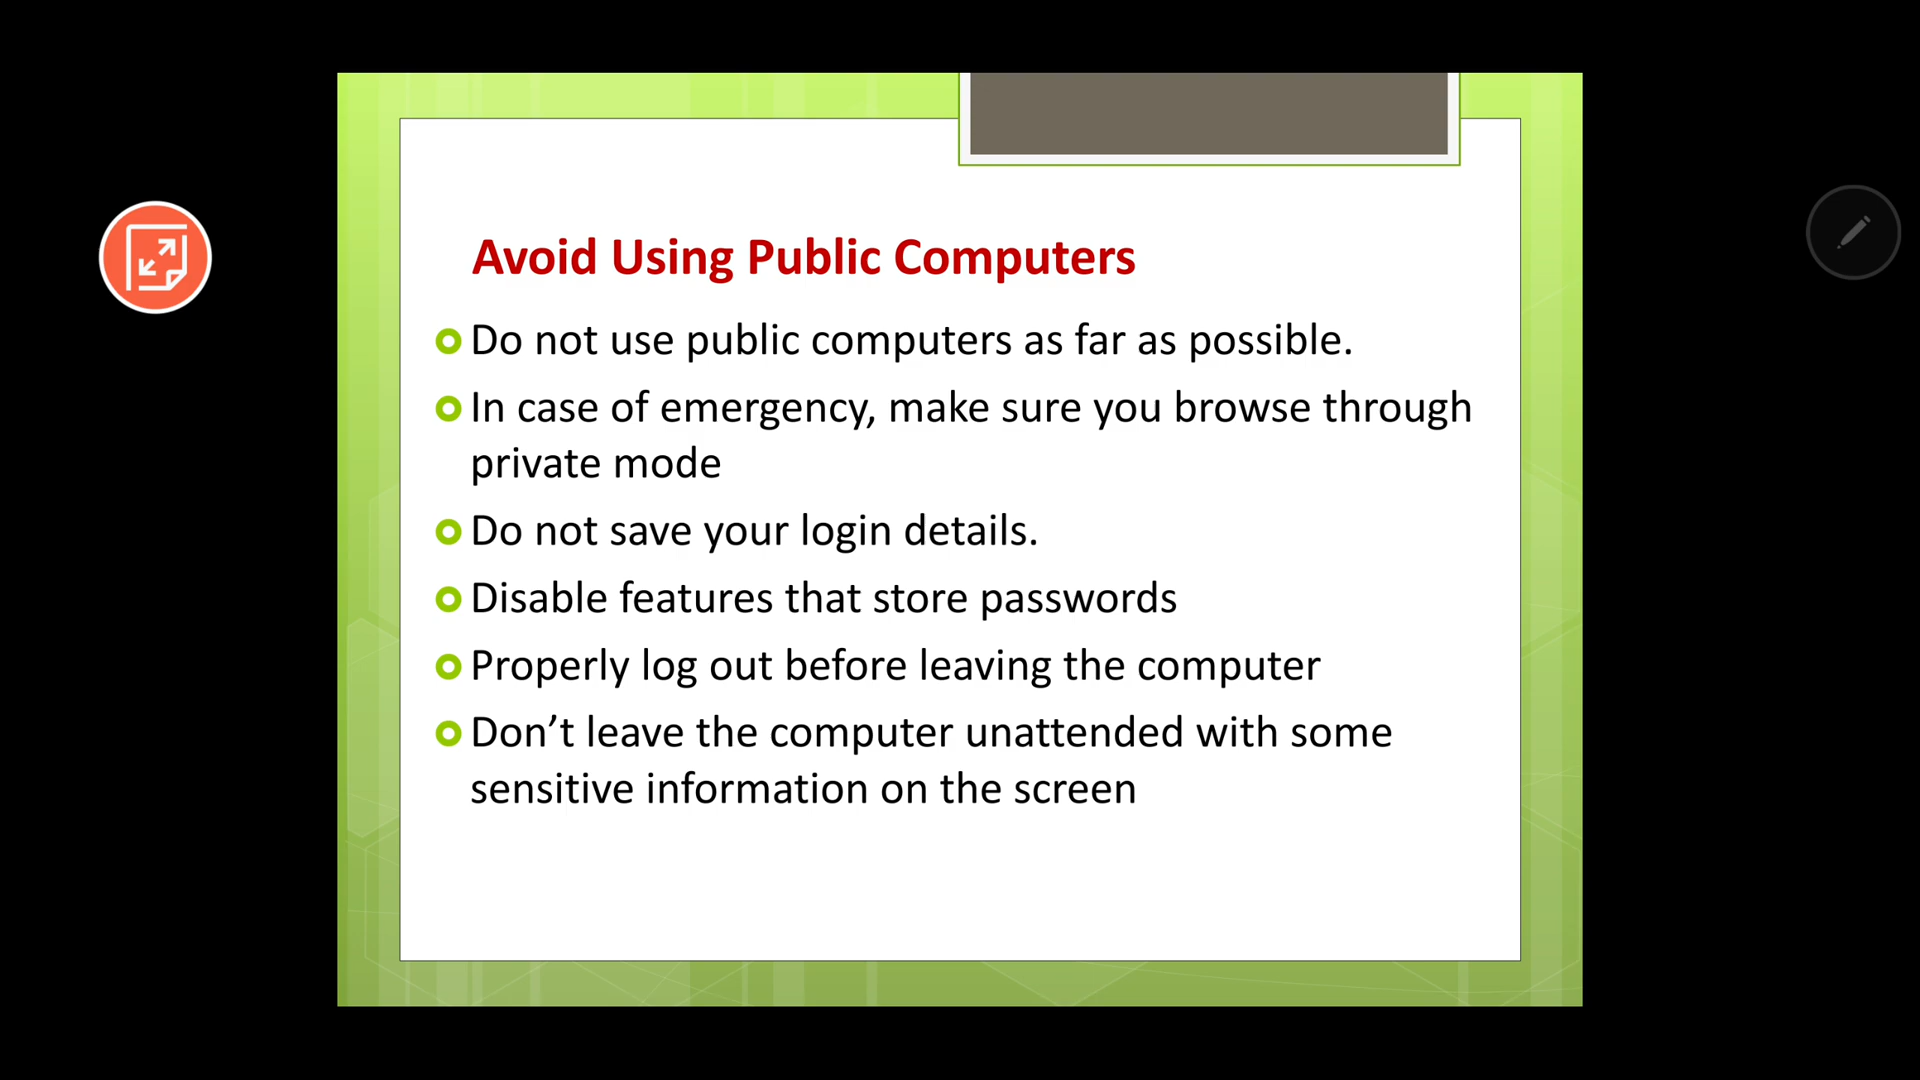 Avoid Using Public Computers
Do not use public computers as far as possible.
In case of emergency, make sure you browse through
private mode
Do not save your login details.
Disable features that store passwords
Properly log out before leaving the computer
Don’t leave the computer unattended with some
sensitive information on the screen